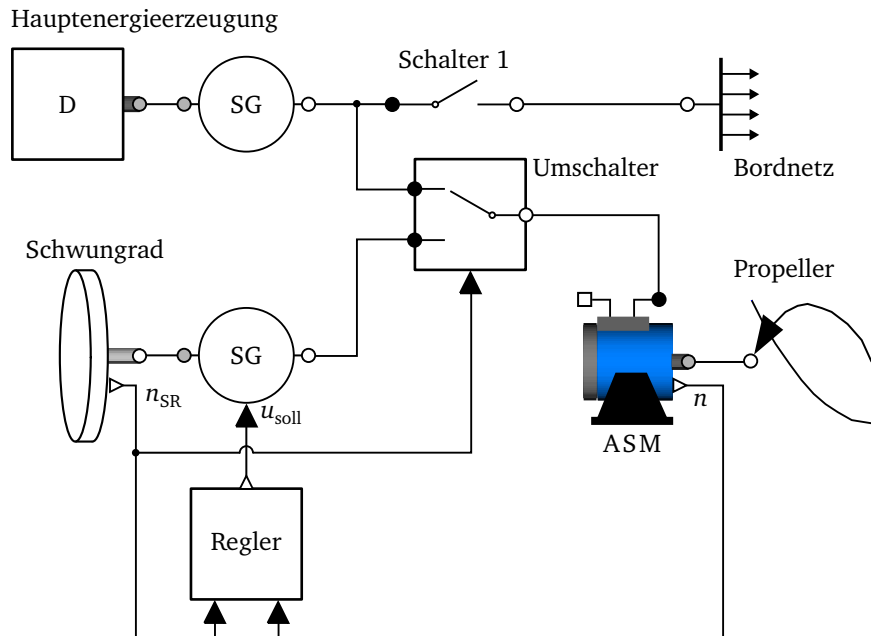 Hauptenergieerzeugung
D
SG
Schalter 1
Umschalter
Bordnetz
Schwungrad
Propeller
SG
n_SR
u_soll
n
ASM
Regler